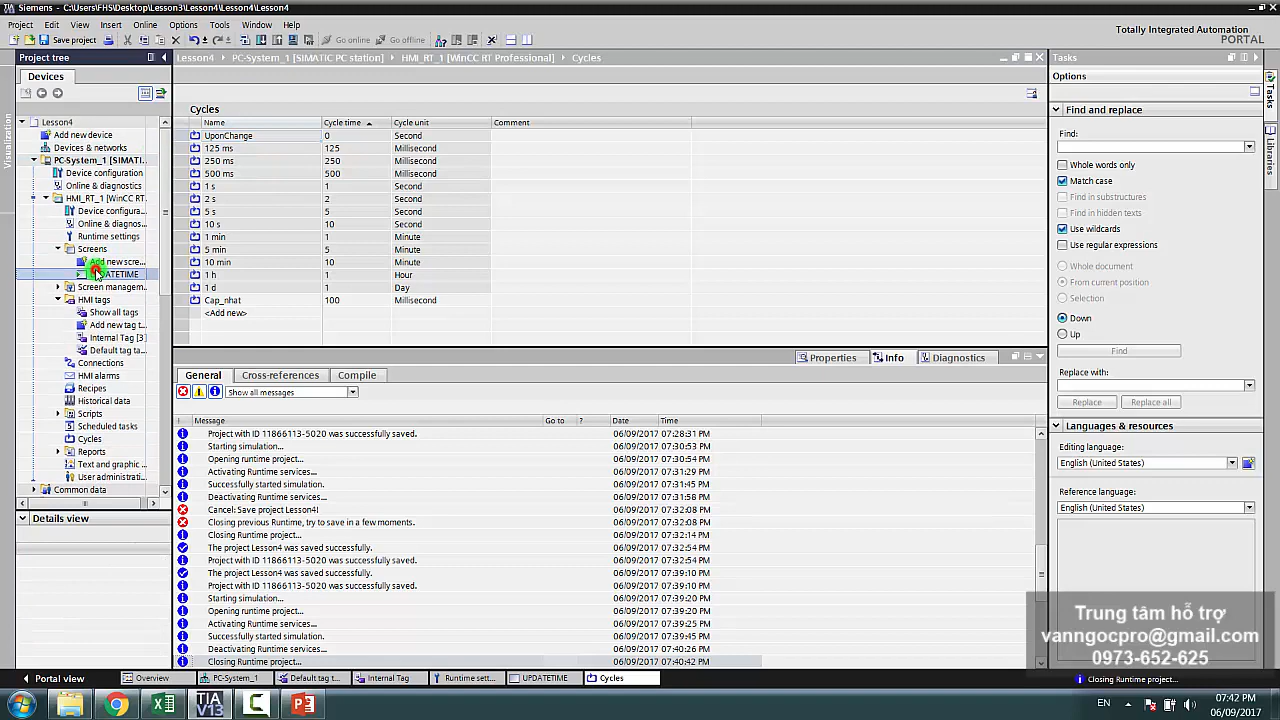 Siemens - C:\Users\FHS\Desktop\Lesson3\Lesson4\Lesson4\Lesson4
Project Edit View Insert Online Options Tools Window Help
Totally Integrated Automation
PORTAL
Save project
Go online
Go offline
Project tree
Lesson4 ▸ PC-System_1 [SIMATIC PC station] ▸ HMI_RT_1 [WinCC RT Professional] ▸ Cycles
Tasks
Devices
Options
Visualization
Tasks
Libraries
Lesson4
Add new device
Devices & networks
PC-System_1 [SIMATI...
Device configuration
Online & diagnostics
HMI_RT_1 [WinCC RT...
Device configura...
Online & diagnos...
Runtime settings
Screens
Add new scre...
DATETIME
Screen managem...
HMI tags
Show all tags
Add new tag t...
Internal Tag [3]
Default tag ta...
Connections
HMI alarms
Recipes
Historical data
Scripts
Scheduled tasks
Cycles
Reports
Text and graphic...
User administrati...
Common data
Details view
Cycles
Name Cycle time Cycle unit Comment
UponChange 0 Second
125 ms 125 Millisecond
250 ms 250 Millisecond
500 ms 500 Millisecond
1 s 1 Second
2 s 2 Second
5 s 5 Second
10 s 10 Second
1 min 1 Minute
5 min 5 Minute
10 min 10 Minute
1 h 1 Hour
1 d 1 Day
Cap_nhat 100 Millisecond
<Add new>
Properties Info Diagnostics
General Cross-references Compile
Show all messages
! Message Go to ? Date Time
Project with ID 11866113-5020 was successfully saved. 06/09/2017 07:28:31 PM
Starting simulation... 06/09/2017 07:30:53 PM
Opening runtime project... 06/09/2017 07:30:54 PM
Activating Runtime services... 06/09/2017 07:31:29 PM
Successfully started simulation. 06/09/2017 07:31:45 PM
Deactivating Runtime services... 06/09/2017 07:31:58 PM
Cancel: Save project Lesson4! 06/09/2017 07:32:08 PM
Closing previous Runtime, try to save in a few moments. 06/09/2017 07:32:08 PM
Closing Runtime project... 06/09/2017 07:32:14 PM
The project Lesson4 was saved successfully. 06/09/2017 07:32:54 PM
Project with ID 11866113-5020 was successfully saved. 06/09/2017 07:32:54 PM
The project Lesson4 was saved successfully. 06/09/2017 07:39:10 PM
Project with ID 11866113-5020 was successfully saved. 06/09/2017 07:39:10 PM
Starting simulation... 06/09/2017 07:39:20 PM
Opening runtime project... 06/09/2017 07:39:20 PM
Activating Runtime services... 06/09/2017 07:39:20 PM
Successfully started simulation. 06/09/2017 07:39:45 PM
Deactivating Runtime services... 06/09/2017 07:40:26 PM
Closing Runtime project... 06/09/2017 07:40:42 PM
Find and replace
Find:
Whole words only
Match case
Find in substructures
Find in hidden texts
Use wildcards
Use regular expressions
Whole document
From current position
Selection
Down
Up
Find
Replace with:
Replace Replace all
Languages & resources
Editing language:
English (United States)
Reference language:
English (United States)
Trung tâm hỗ trợ
vanngocpro@gmail.com
0973-652-625
Portal view Overview PC-System_1 Default tag t... Internal Tag Runtime sett... UPDATETIME Cycles
Closing Runtime project...
TIA V13
EN
07:42 PM
06/09/2017